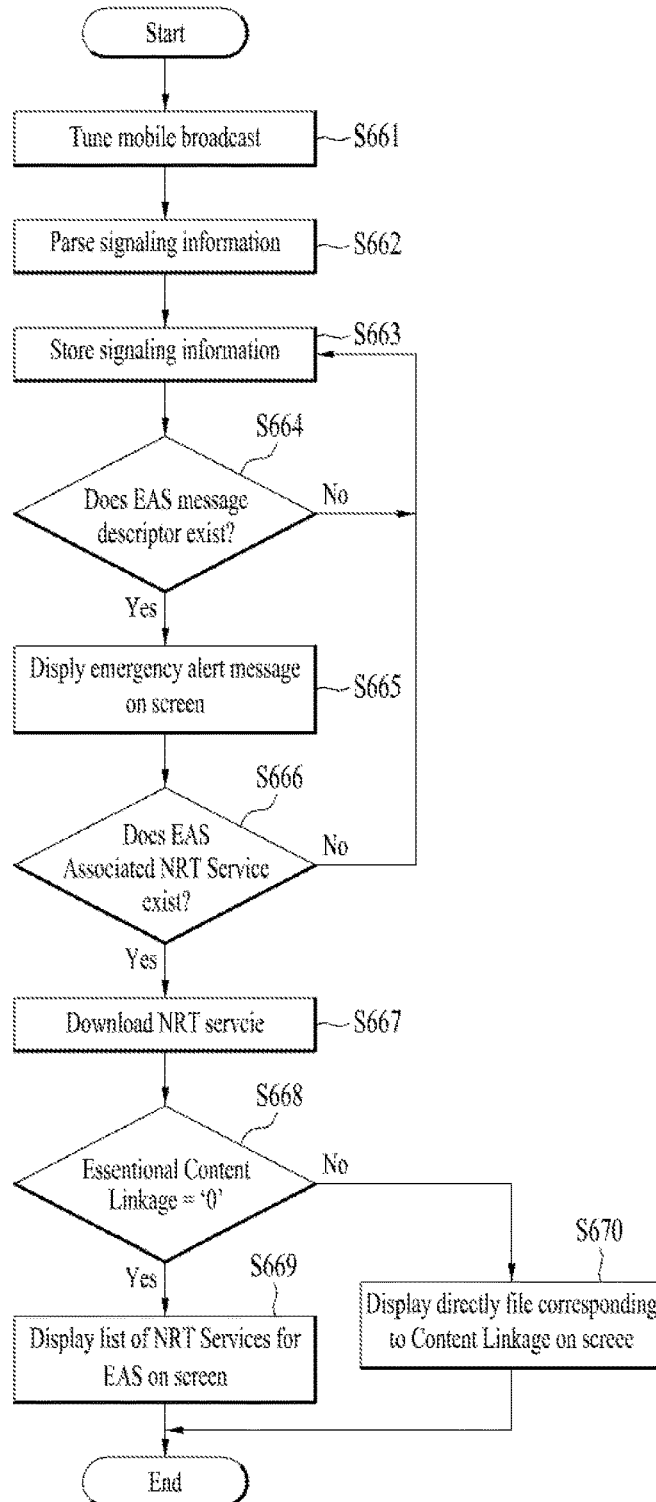 Start
Tune mobile broadcast
S661
Parse signaling information
S662
Store signaling information
S663
S664
Does EAS message
descriptor exist?
No
Yes
Disply emergency alert message
on screen
S665
S666
Does EAS
Associated NRT Service
exist?
No
Yes
Download NRT servcie
S667
S668
Essentional Content
Linkage = ‘0’
No
Yes
S669
Display list of NRT Services for
EAS on screen
S670
Display directly file corresponding
to Content Linkage on screee
End